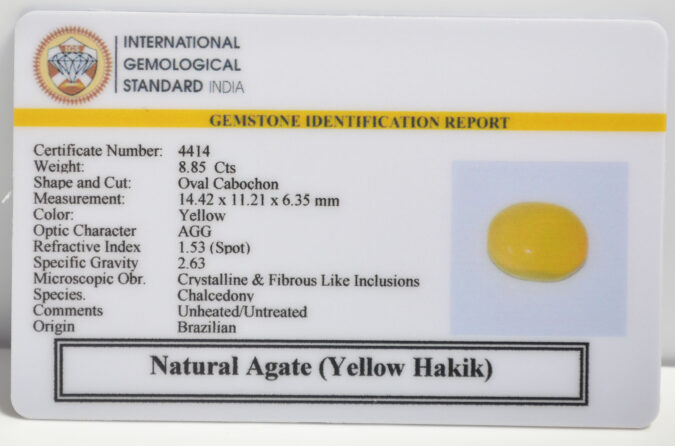 IGS
INTERNATIONAL
GEMOLOGICAL
STANDARD INDIA
GEMSTONE IDENTIFICATION REPORT
Certificate Number: 4414
Weight: 8.85 Cts
Shape and Cut: Oval Cabochon
Measurement: 14.42 x 11.21 x 6.35 mm
Color: Yellow
Optic Character AGG
Refractive Index 1.53 (Spot)
Specific Gravity 2.63
Microscopic Obr. Crystalline & Fibrous Like Inclusions
Species. Chalcedony
Comments Unheated/Untreated
Origin Brazilian
Natural Agate (Yellow Hakik)